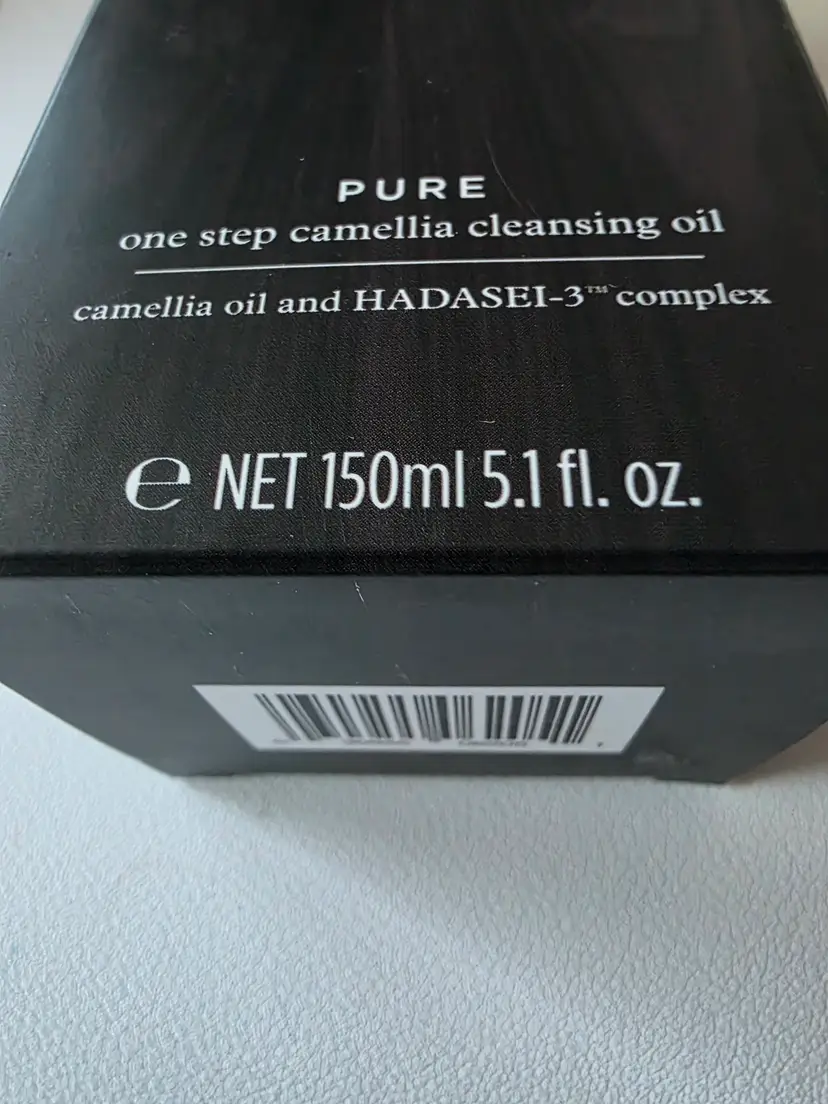 PURE
one step camellia cleansing oil
camellia oil and HADASEI-3™ complex
℮ NET 150ml 5.1 fl. oz.